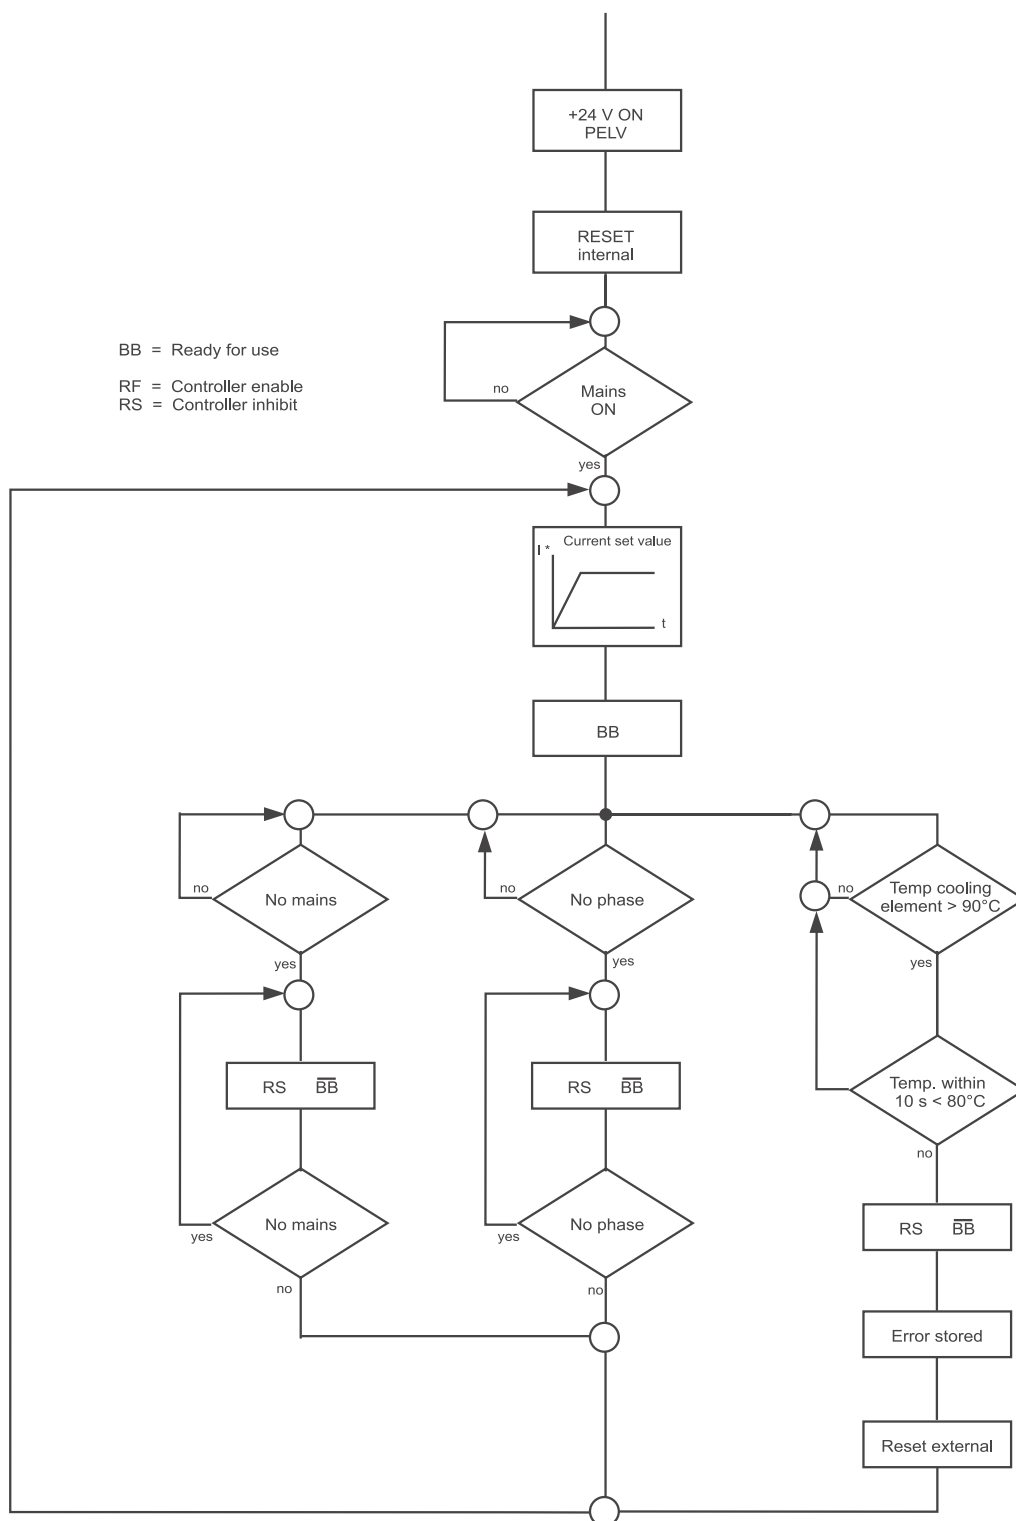 +24 V ON
PELV
RESET
internal
BB = Ready for use
RF = Controller enable
RS = Controller inhibit
no
Mains
ON
yes
Current set value
I *
t
BB
no
No mains
no
No phase
no
Temp cooling
element > 90°C
yes
yes
yes
RS B̅B̅
RS B̅B̅
Temp. within
10 s < 80°C
no
yes
No mains
yes
No phase
RS B̅B̅
no
no
Error stored
Reset external